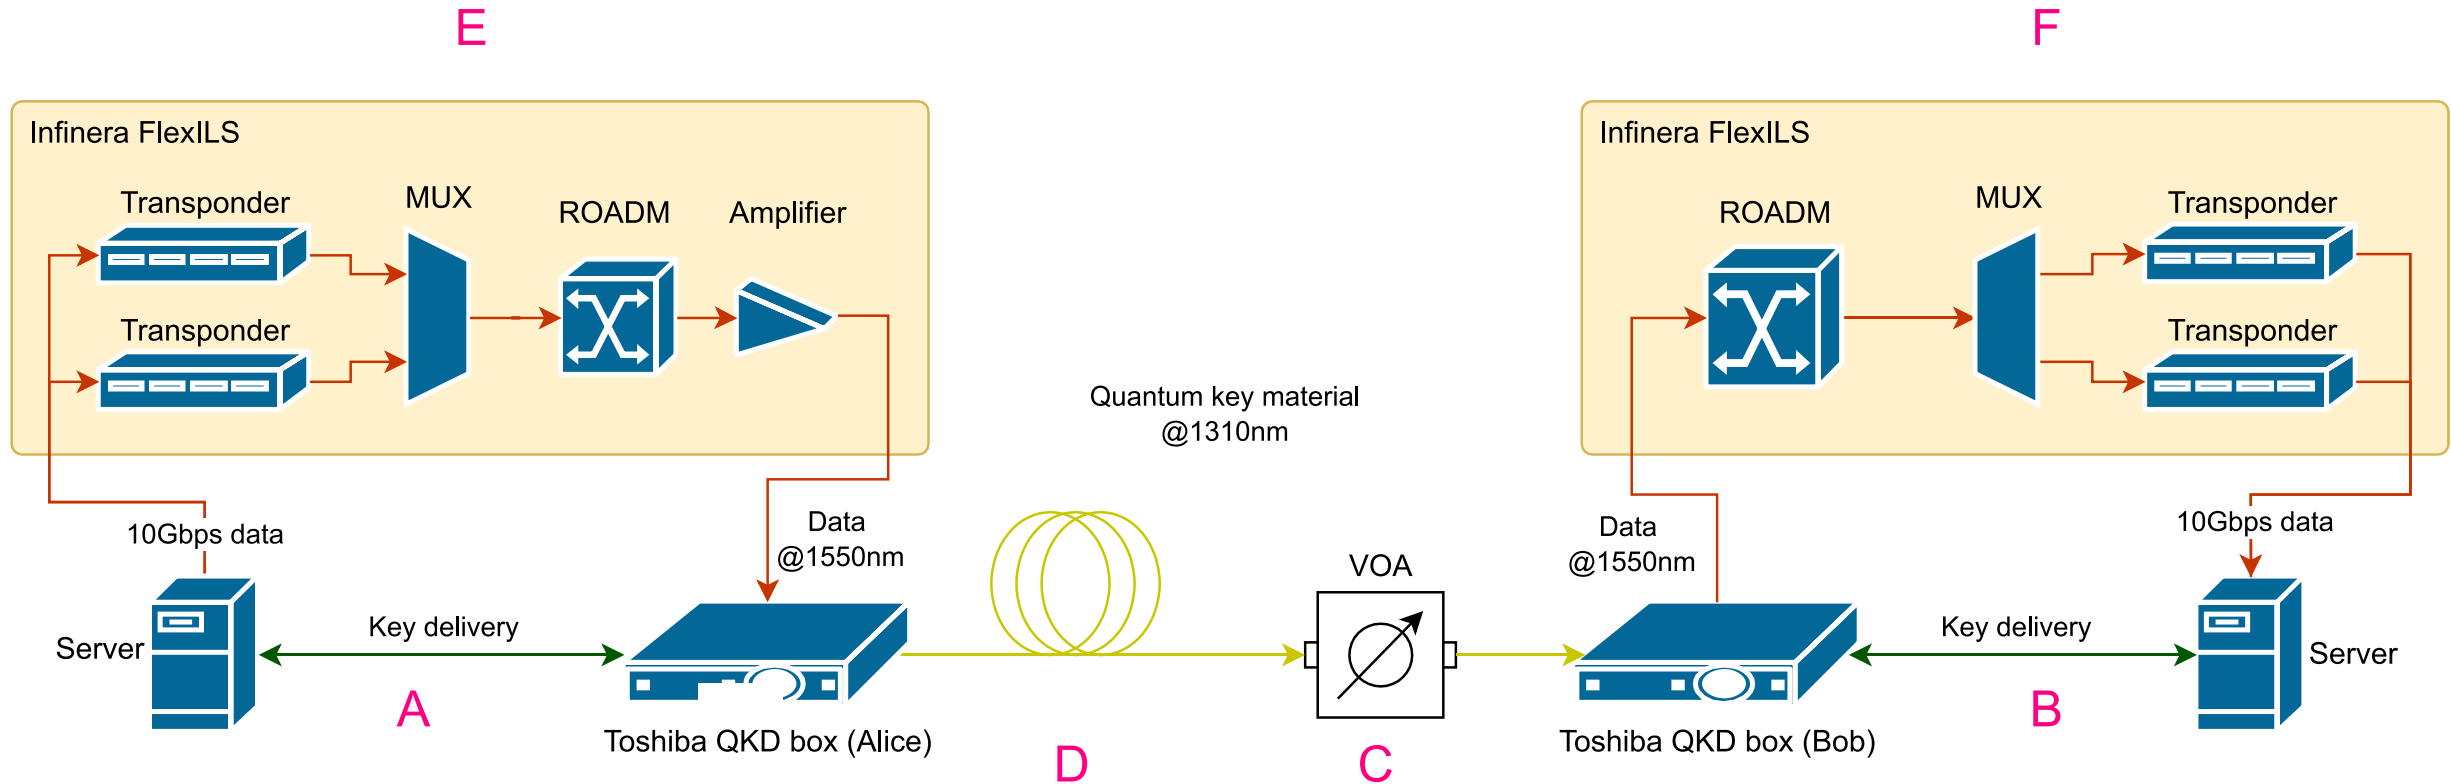 E
F
Infinera FlexILS
Infinera FlexILS
Transponder
MUX
ROADM
Amplifier
ROADM
MUX
Transponder
Transponder
Transponder
Quantum key material
@1310nm
10Gbps data
Data
@1550nm
VOA
Data
@1550nm
10Gbps data
Server
Key delivery
Key delivery
Server
A
B
Toshiba QKD box (Alice)
D
C
Toshiba QKD box (Bob)